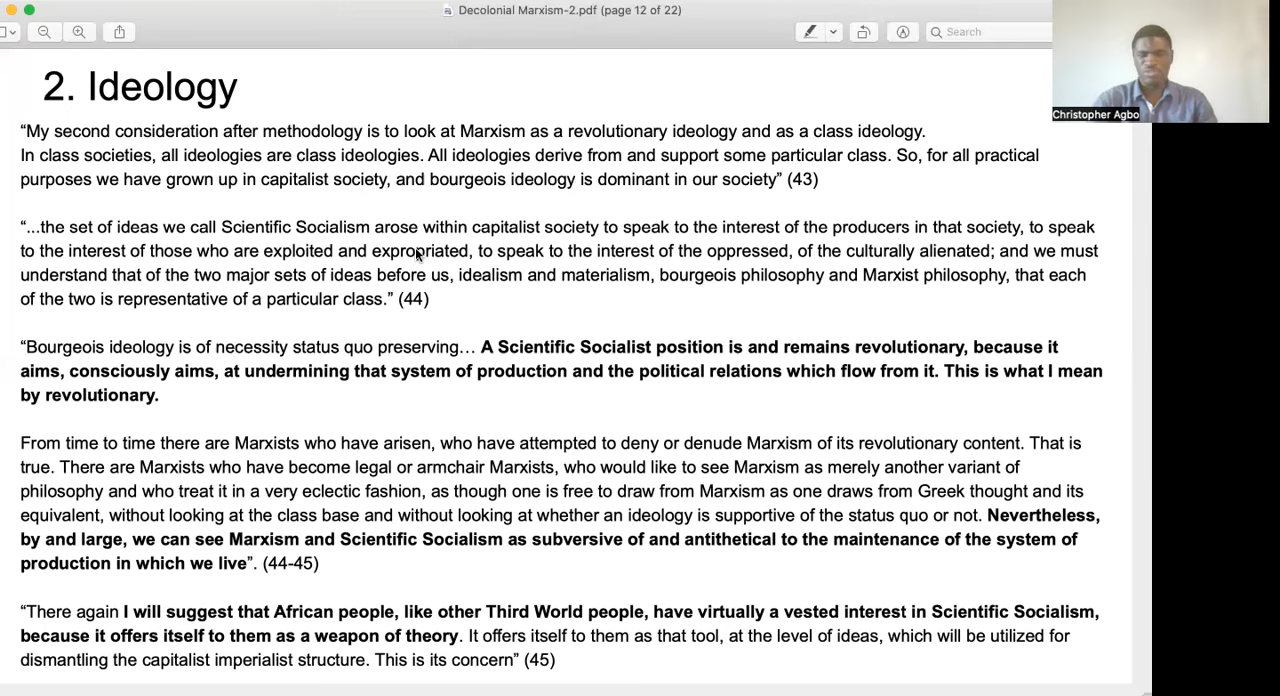 Decolonial Marxism-2.pdf (page 12 of 22)
Search
Christopher Agbo
2. Ideology
“My second consideration after methodology is to look at Marxism as a revolutionary ideology and as a class ideology.
In class societies, all ideologies are class ideologies. All ideologies derive from and support some particular class. So, for all practical
purposes we have grown up in capitalist society, and bourgeois ideology is dominant in our society” (43)
“...the set of ideas we call Scientific Socialism arose within capitalist society to speak to the interest of the producers in that society, to speak
to the interest of those who are exploited and expropriated, to speak to the interest of the oppressed, of the culturally alienated; and we must
understand that of the two major sets of ideas before us, idealism and materialism, bourgeois philosophy and Marxist philosophy, that each
of the two is representative of a particular class.” (44)
“Bourgeois ideology is of necessity status quo preserving… A Scientific Socialist position is and remains revolutionary, because it
aims, consciously aims, at undermining that system of production and the political relations which flow from it. This is what I mean
by revolutionary.
From time to time there are Marxists who have arisen, who have attempted to deny or denude Marxism of its revolutionary content. That is
true. There are Marxists who have become legal or armchair Marxists, who would like to see Marxism as merely another variant of
philosophy and who treat it in a very eclectic fashion, as though one is free to draw from Marxism as one draws from Greek thought and its
equivalent, without looking at the class base and without looking at whether an ideology is supportive of the status quo or not. Nevertheless,
by and large, we can see Marxism and Scientific Socialism as subversive of and antithetical to the maintenance of the system of
production in which we live”. (44-45)
“There again I will suggest that African people, like other Third World people, have virtually a vested interest in Scientific Socialism,
because it offers itself to them as a weapon of theory. It offers itself to them as that tool, at the level of ideas, which will be utilized for
dismantling the capitalist imperialist structure. This is its concern” (45)